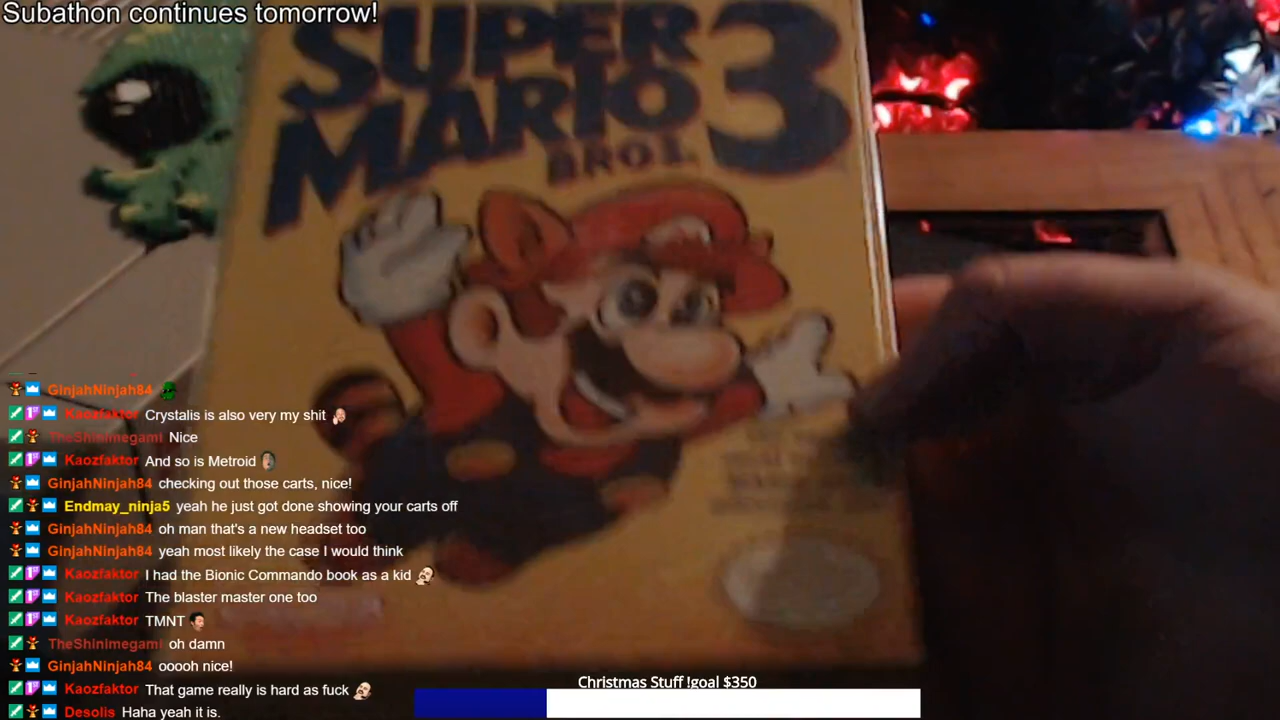 Subathon continues tomorrow!
SUPER
MARIO
BROS.
3
GinjahNinjah84
Kaozfaktor Crystalis is also very my shit
TheShinimegami Nice
Kaozfaktor And so is Metroid
GinjahNinjah84 checking out those carts, nice!
Endmay_ninja5 yeah he just got done showing your carts off
GinjahNinjah84 oh man that's a new headset too
GinjahNinjah84 yeah most likely the case I would think
Kaozfaktor I had the Bionic Commando book as a kid
Kaozfaktor The blaster master one too
Kaozfaktor TMNT
TheShinimegami oh damn
GinjahNinjah84 ooooh nice!
Kaozfaktor That game really is hard as fuck
Desolis Haha yeah it is.
Christmas Stuff !goal $350